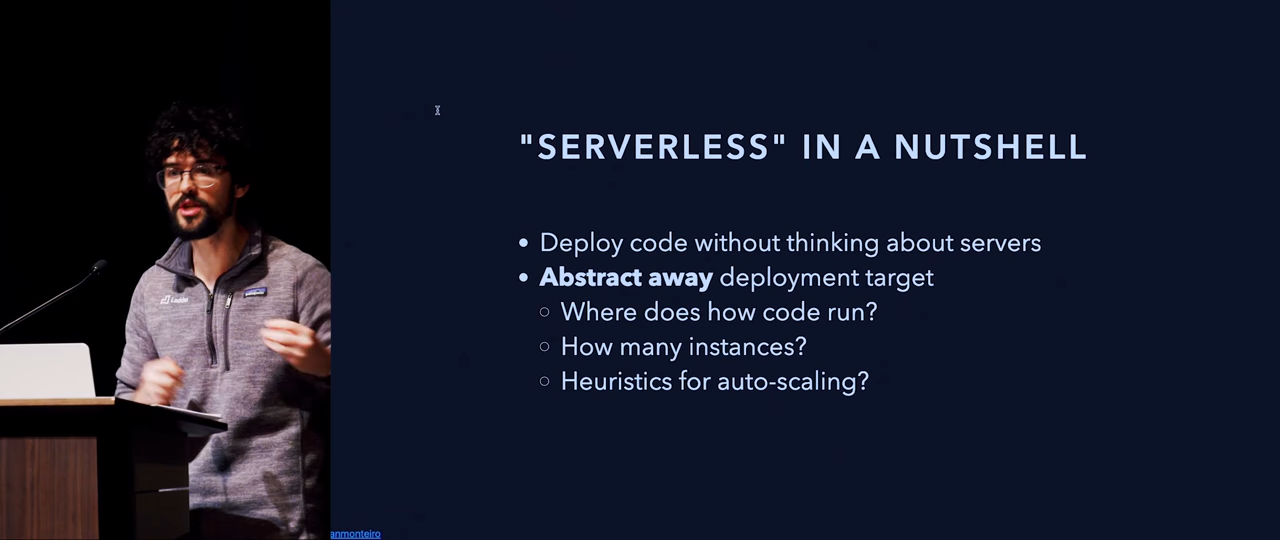 "SERVERLESS" IN A NUTSHELL
• Deploy code without thinking about servers
• Abstract away deployment target
○ Where does how code run?
○ How many instances?
○ Heuristics for auto-scaling?
anmonteiro